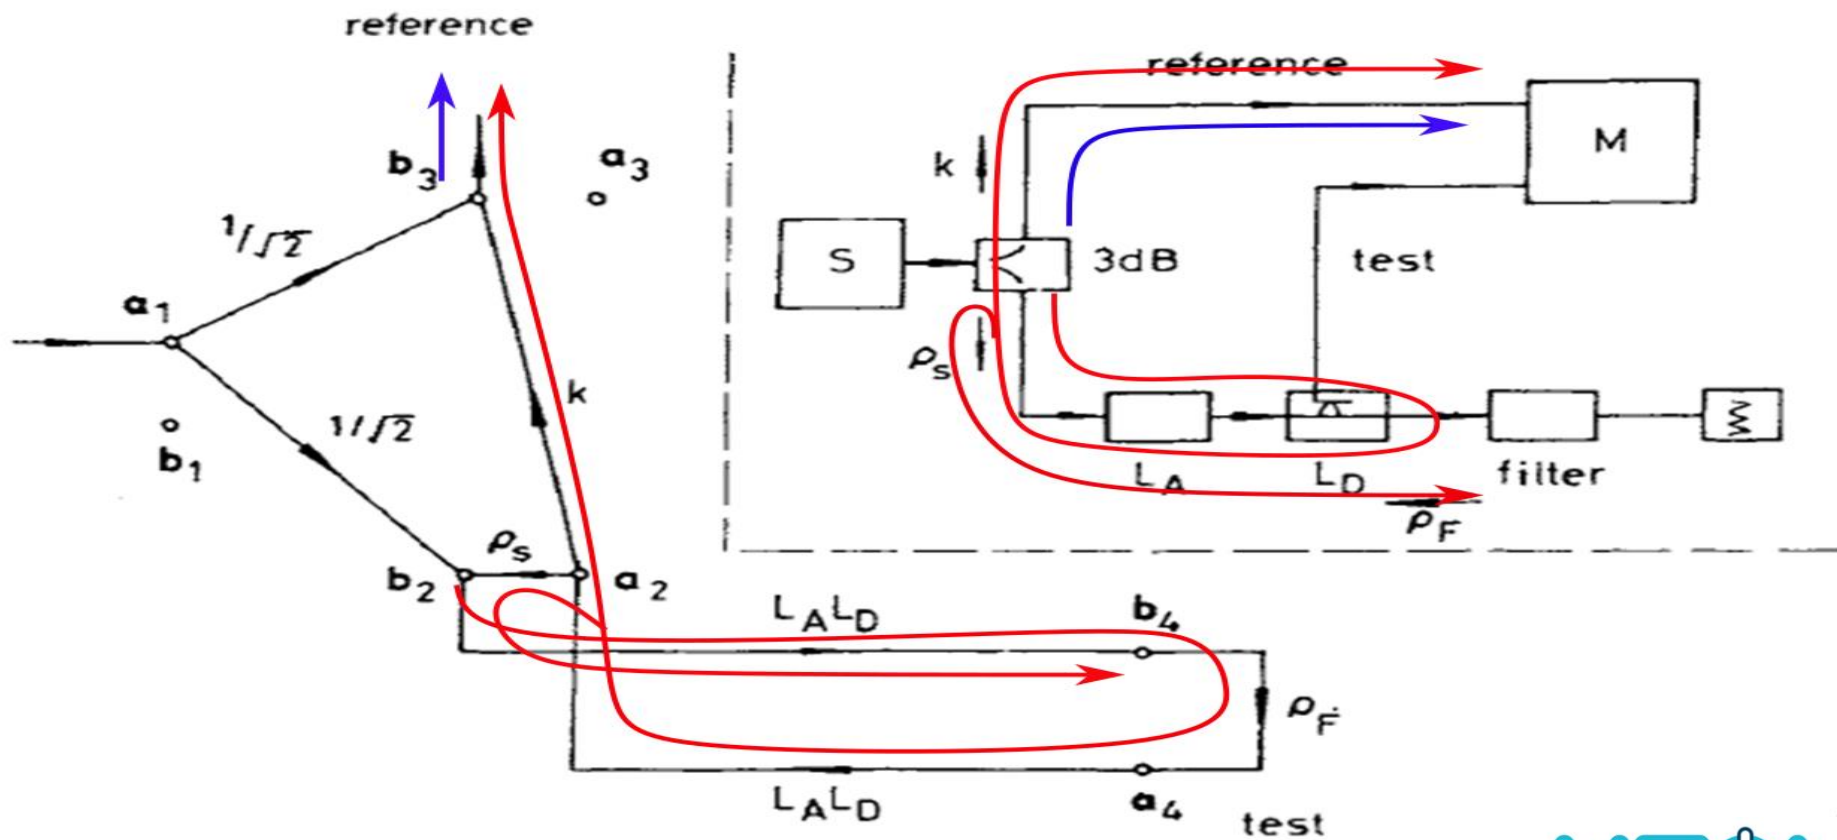 reference
b3
a3
1/√2
a1
k
1/√2
b1
ρs
b2
a2
LALD
b4
ρF
LALD
a4
test
reference
M
k
S
3dB
test
ρs
LA
LD
filter
ρF